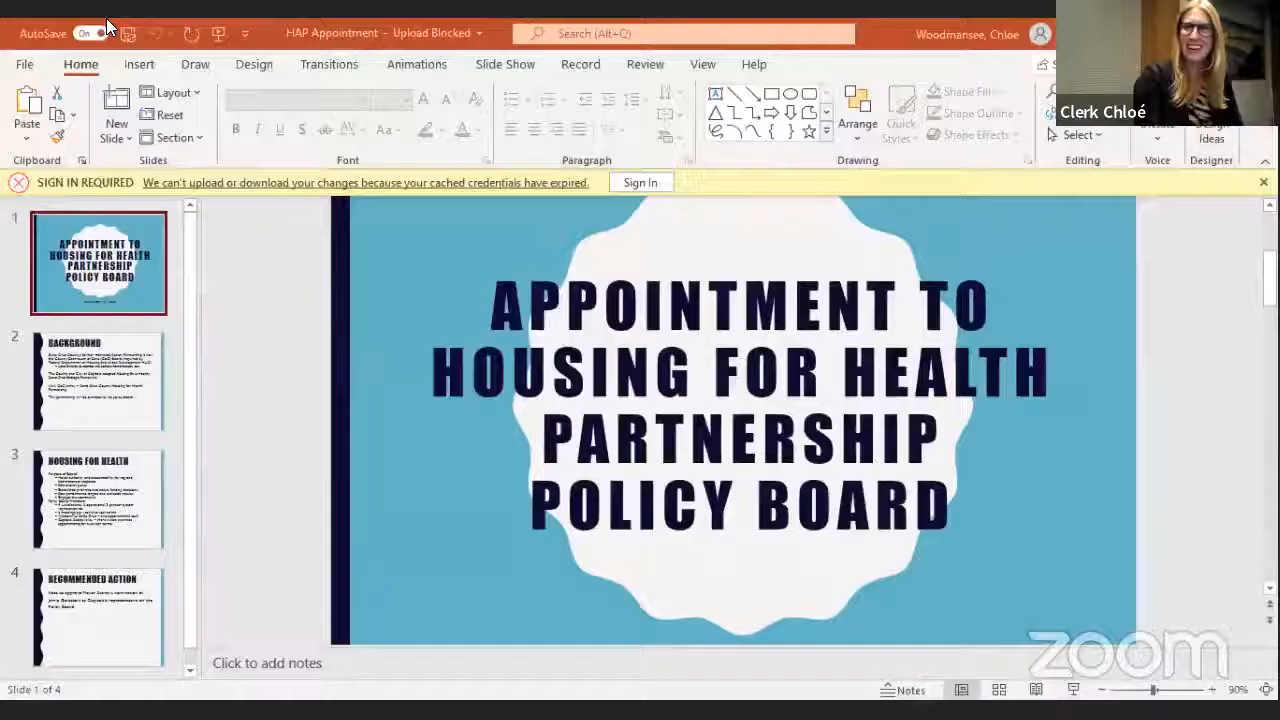 AutoSave On HAP Appointment - Upload Blocked Search (Alt+Q) Woodmansee, Chloe
File Home Insert Draw Design Transitions Animations Slide Show Record Review View Help
Clerk Chloé
Paste
New
Slide
Layout
Reset
Section
Arrange
Quick
Styles
Shape Fill
Shape Outline
Shape Effects
Select
Ideas
Clipboard Slides Font Paragraph Drawing Editing Voice Designer
SIGN IN REQUIRED We can't upload or download your changes because your cached credentials have expired. Sign In
1
APPOINTMENT TO
HOUSING FOR HEALTH
PARTNERSHIP
POLICY BOARD
2
BACKGROUND
3
HOUSING FOR HEALTH
4
RECOMMENDED ACTION
APPOINTMENT TO
HOUSING FOR HEALTH
PARTNERSHIP
POLICY BOARD
zoom
Click to add notes
Slide 1 of 4 Notes 90%